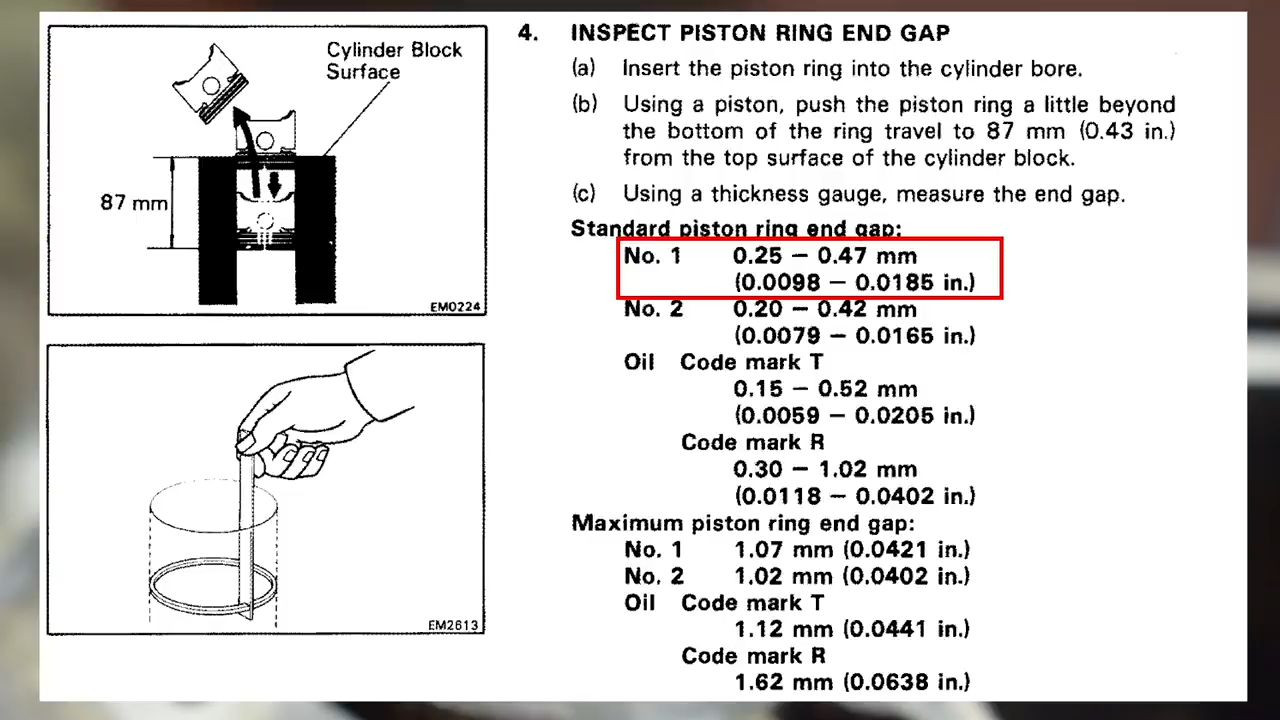 Cylinder Block
Surface
87 mm
EM0224
EM2613
4. INSPECT PISTON RING END GAP
(a) Insert the piston ring into the cylinder bore.
(b) Using a piston, push the piston ring a little beyond
the bottom of the ring travel to 87 mm (0.43 in.)
from the top surface of the cylinder block.
(c) Using a thickness gauge, measure the end gap.
Standard piston ring end gap:
No. 1 0.25 – 0.47 mm
(0.0098 – 0.0185 in.)
No. 2 0.20 – 0.42 mm
(0.0079 – 0.0165 in.)
Oil Code mark T
0.15 – 0.52 mm
(0.0059 – 0.0205 in.)
Code mark R
0.30 – 1.02 mm
(0.0118 – 0.0402 in.)
Maximum piston ring end gap:
No. 1 1.07 mm (0.0421 in.)
No. 2 1.02 mm (0.0402 in.)
Oil Code mark T
1.12 mm (0.0441 in.)
Code mark R
1.62 mm (0.0638 in.)